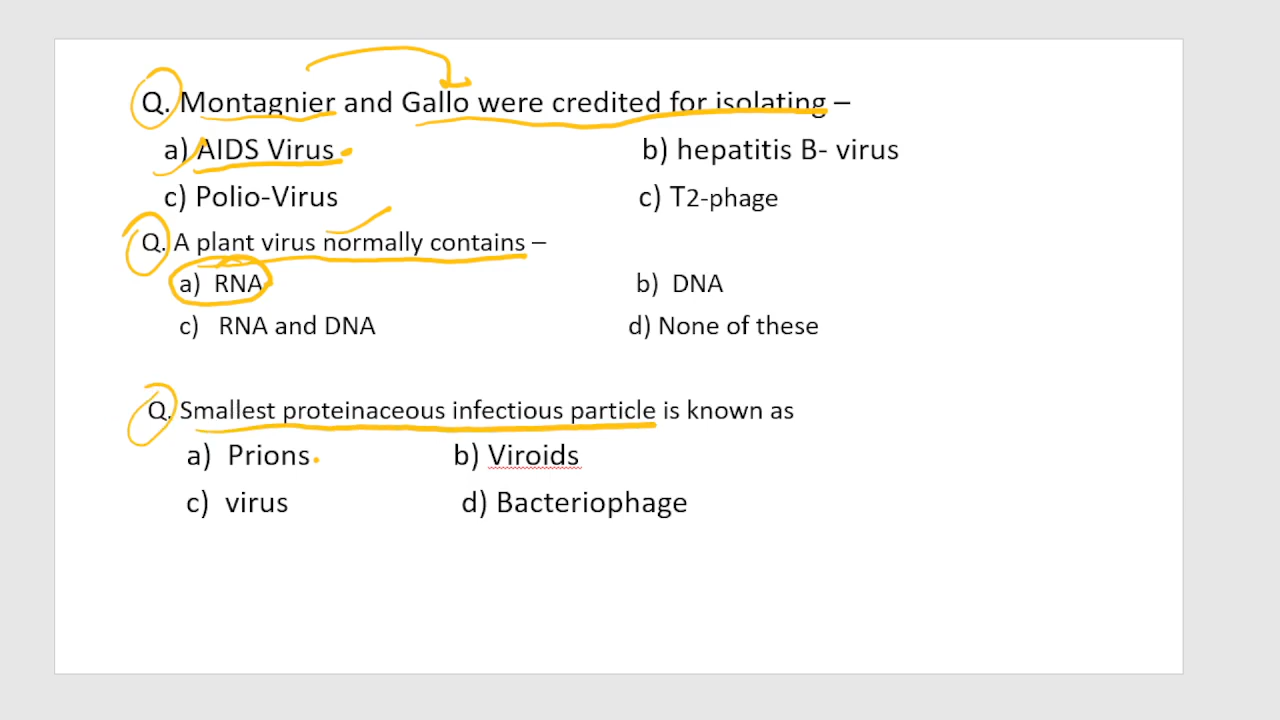 Q. Montagnier and Gallo were credited for isolating –
a) AIDS Virus b) hepatitis B- virus
c) Polio-Virus c) T2-phage
Q. A plant virus normally contains –
a) RNA b) DNA
c) RNA and DNA d) None of these
Q. Smallest proteinaceous infectious particle is known as
a) Prions b) Viroids
c) virus d) Bacteriophage